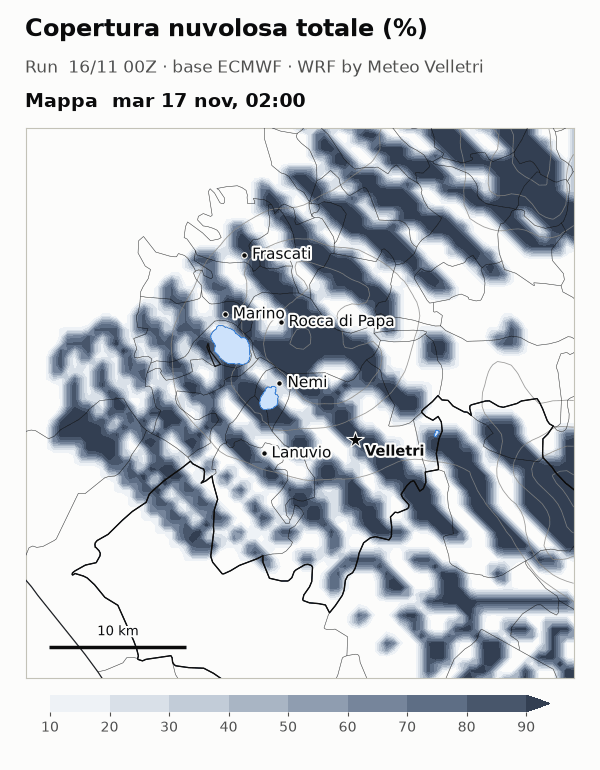 Copertura nuvolosa totale (%)
Run  16/11 00Z · base ECMWF · WRF by Meteo Velletri
Mappa  mar 17 nov, 02:00
Frascati
Marino
Rocca di Papa
Nemi
Velletri
Lanuvio
10 km
10 20 30 40 50 60 70 80 90